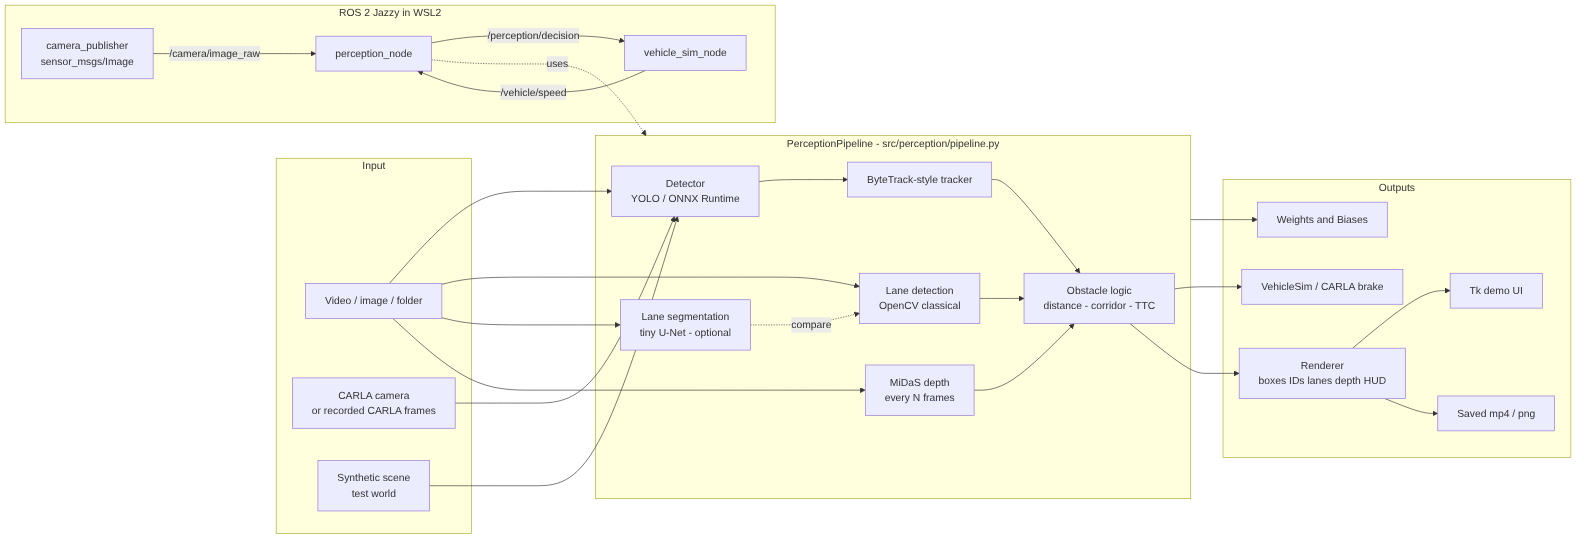 ROS 2 Jazzy in WSL2
camera_publisher
sensor_msgs/Image
/camera/image_raw
perception_node
/perception/decision
vehicle_sim_node
uses
/vehicle/speed
Input
Video / image / folder
CARLA camera
or recorded CARLA frames
Synthetic scene
test world
PerceptionPipeline - src/perception/pipeline.py
Detector
YOLO / ONNX Runtime
ByteTrack-style tracker
Lane segmentation
tiny U-Net - optional
compare
Lane detection
OpenCV classical
MiDaS depth
every N frames
Obstacle logic
distance - corridor - TTC
Outputs
Weights and Biases
VehicleSim / CARLA brake
Renderer
boxes IDs lanes depth HUD
Tk demo UI
Saved mp4 / png